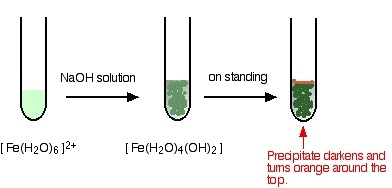 NaOH solution
on standing
[Fe(H₂O)₆]²⁺
[Fe(H₂O)₄(OH)₂]
Precipitate darkens and
turns orange around the
top.